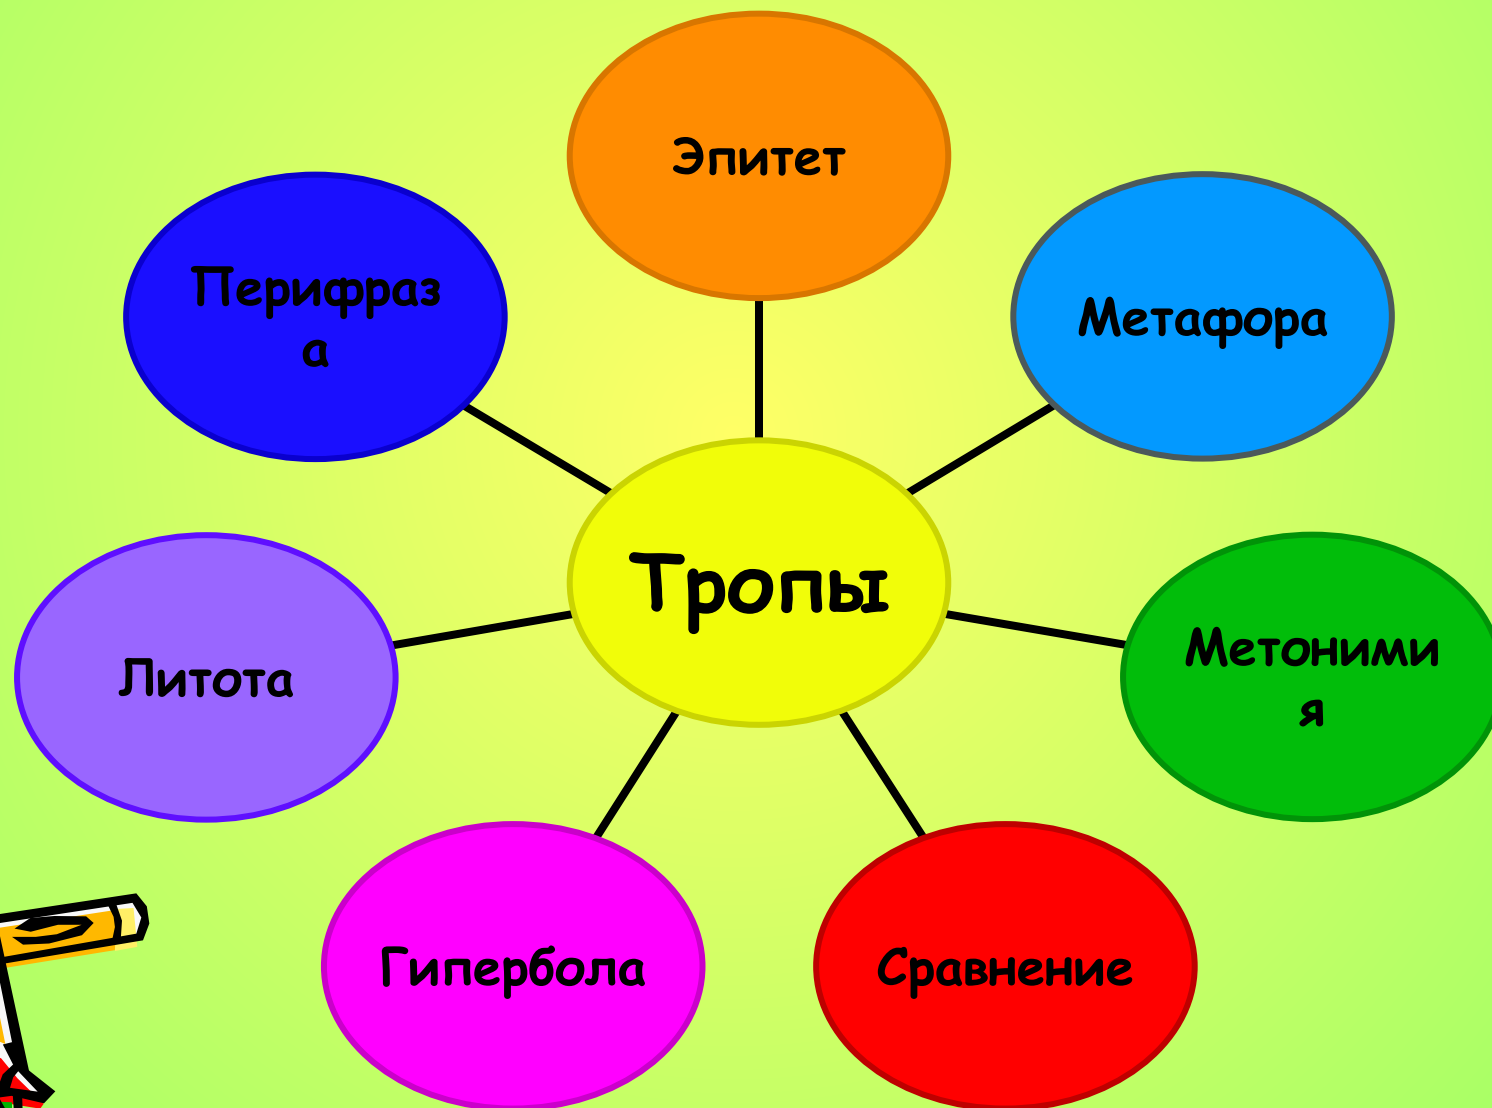 Эпитет
Перифраз
а
Метафора
Тропы
Метоними
я
Литота
Гипербола
Сравнение